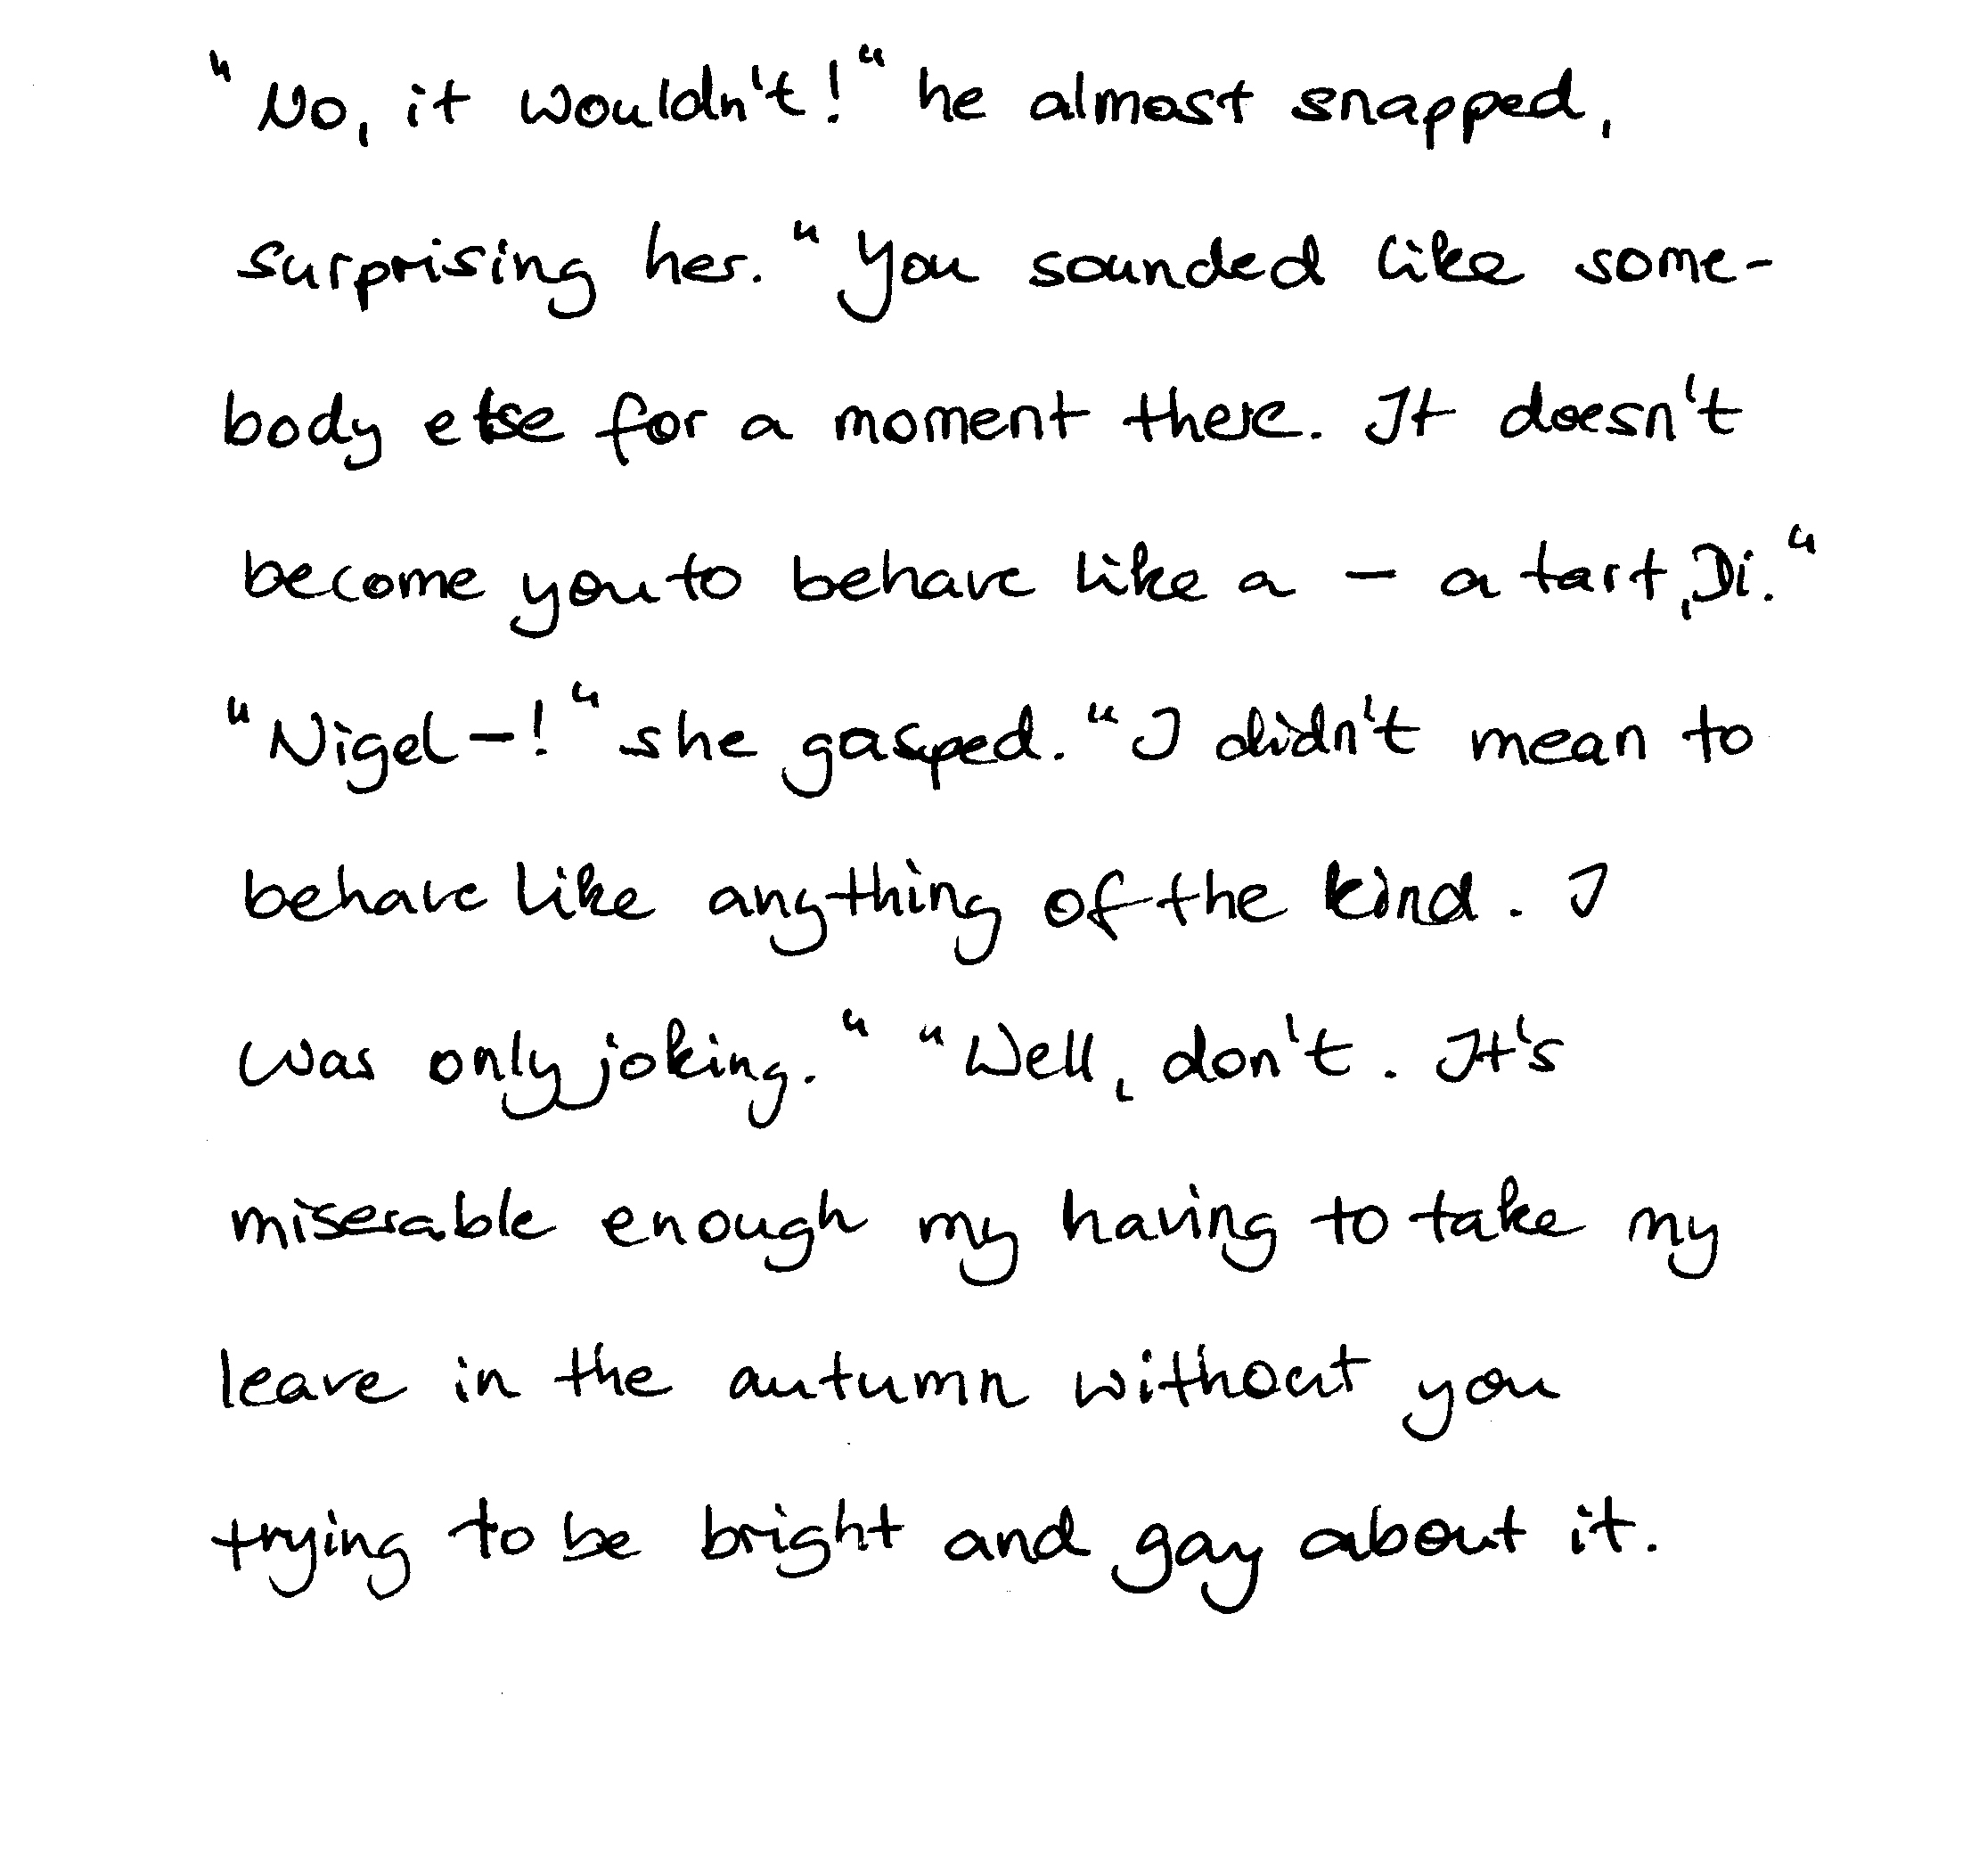 "No, it wouldn't!" he almost snapped,
surprising her. "You sounded like some-
body else for a moment there. It doesn't
become you to behave like a - a tart, Di."
"Nigel-!" she gasped. "I didn't mean to
behave like anything of the kind. I
was only joking." "Well, don't. It's
miserable enough my having to take my
leave in the autumn without you
trying to be bright and gay about it.